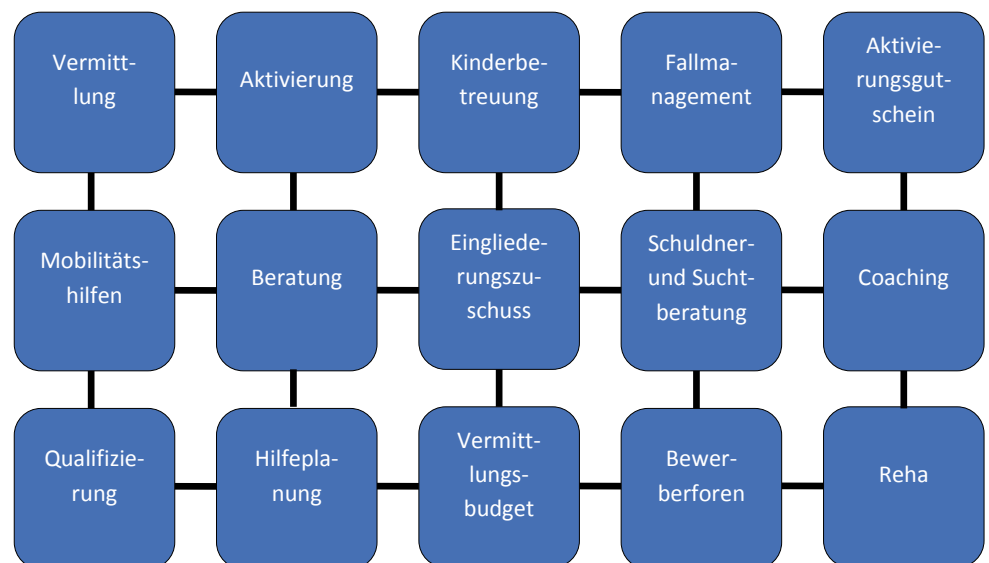 Vermitt-
lung
Aktivierung
Kinderbe-
treuung
Fallma-
nagement
Aktivie-
rungsgut-
schein
Mobilitäts-
hilfen
Beratung
Eingliede-
rungszu-
schuss
Schuldner-
und Sucht-
beratung
Coaching
Qualifizie-
rung
Hilfepla-
nung
Vermitt-
lungs-
budget
Bewer-
berforen
Reha